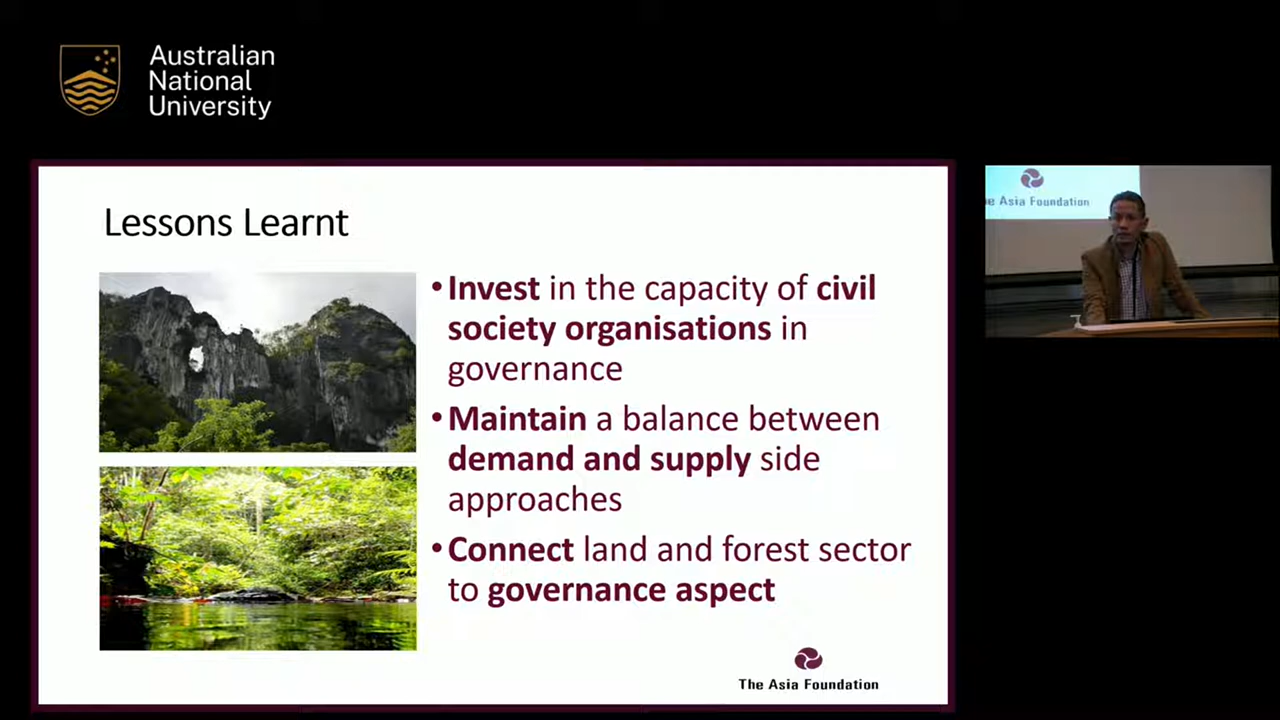 Australian
National
University
Lessons Learnt
•Invest in the capacity of civil
society organisations in
governance
•Maintain a balance between
demand and supply side
approaches
•Connect land and forest sector
to governance aspect
The Asia Foundation
e Asia Foundation